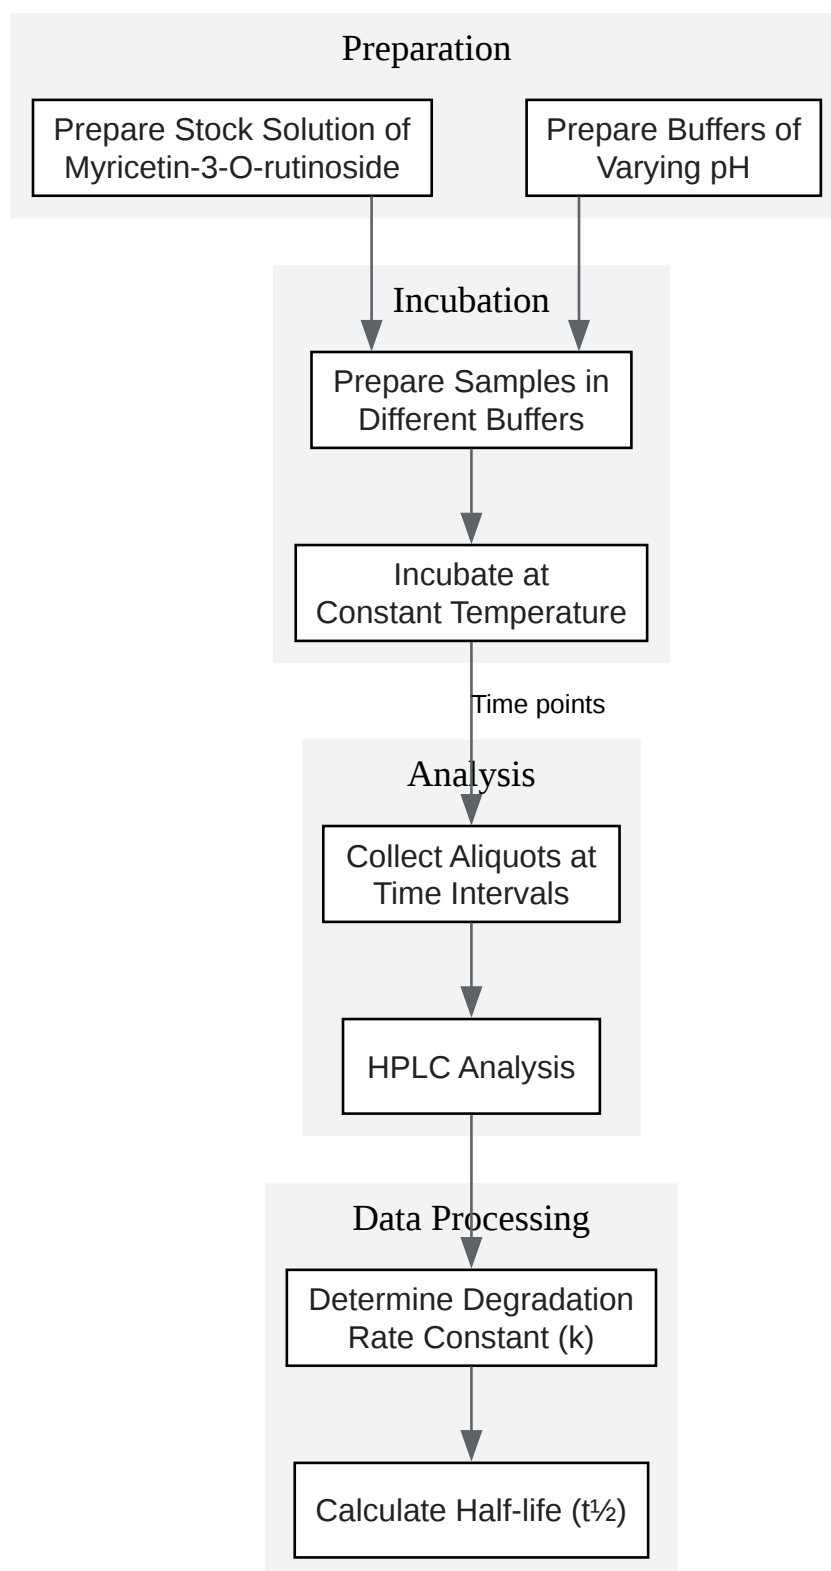 Preparation
Prepare Stock Solution of
Myricetin-3-O-rutinoside
Prepare Buffers of
Varying pH
Incubation
Prepare Samples in
Different Buffers
Incubate at
Constant Temperature
Time points
Analysis
Collect Aliquots at
Time Intervals
HPLC Analysis
Data Processing
Determine Degradation
Rate Constant (k)
Calculate Half-life (t½)